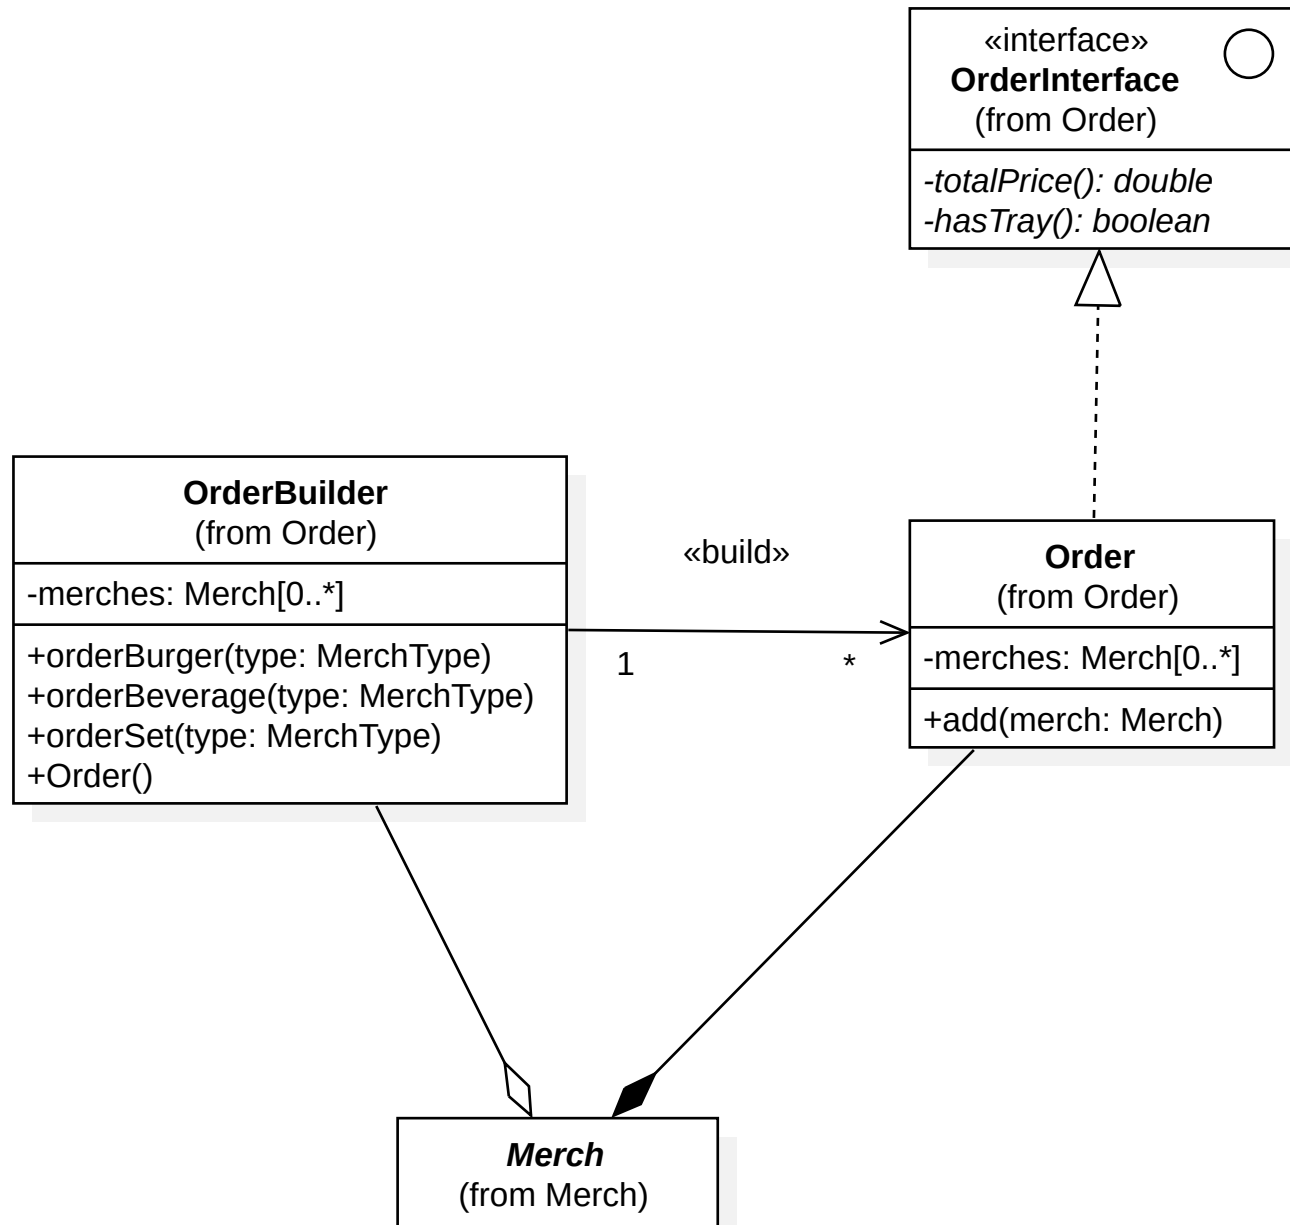 «interface»
OrderInterface
(from Order)
-totalPrice(): double
-hasTray(): boolean
OrderBuilder
(from Order)
-merches: Merch[0..*]
+orderBurger(type: MerchType)
+orderBeverage(type: MerchType)
+orderSet(type: MerchType)
+Order()
«build»
1
*
Order
(from Order)
-merches: Merch[0..*]
+add(merch: Merch)
Merch
(from Merch)